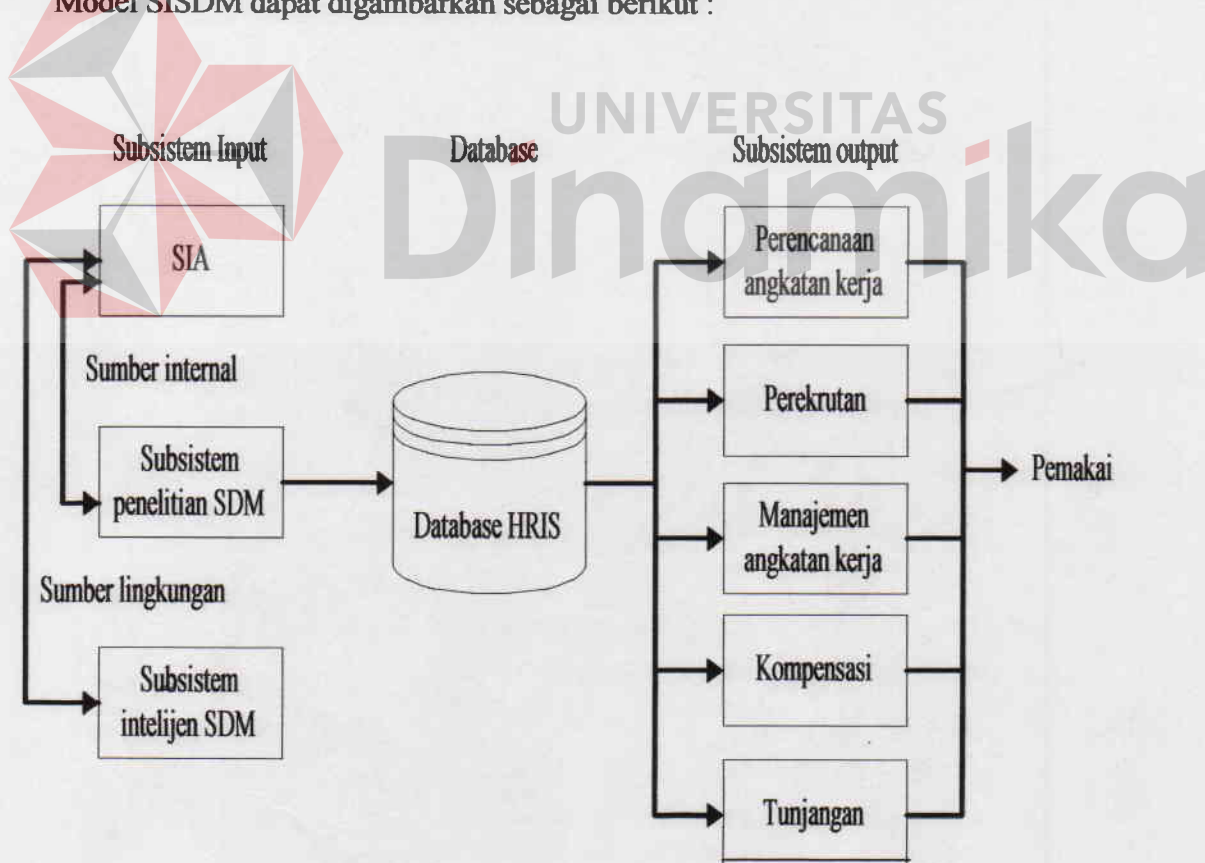 Model SISDM dapat digambarkan sebagai berikut :
UNIVERSITAS
Dinamika
Subsistem Input
Database
Subsistem output
SIA
Perencanaan
angkatan kerja
Sumber internal
Perekrutan
Subsistem
penelitian SDM
Database HRIS
Manajemen
angkatan kerja
Pemakai
Sumber lingkungan
Subsistem
intelijen SDM
Kompensasi
Tunjangan